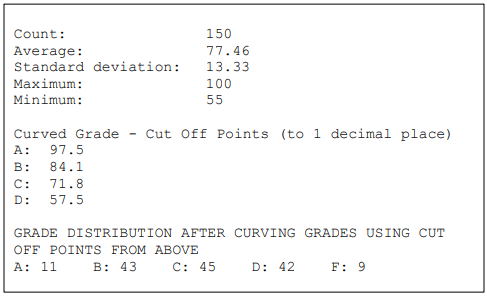 Count: 150
Average: 77.46
Standard deviation: 13.33
Maximum: 100
Minimum: 55
Curved Grade - Cut Off Points (to 1 decimal place)
A: 97.5
B: 84.1
C: 71.8
D: 57.5
GRADE DISTRIBUTION AFTER CURVING GRADES USING CUT
OFF POINTS FROM ABOVE
A: 11 B: 43 C: 45 D: 42 F: 9